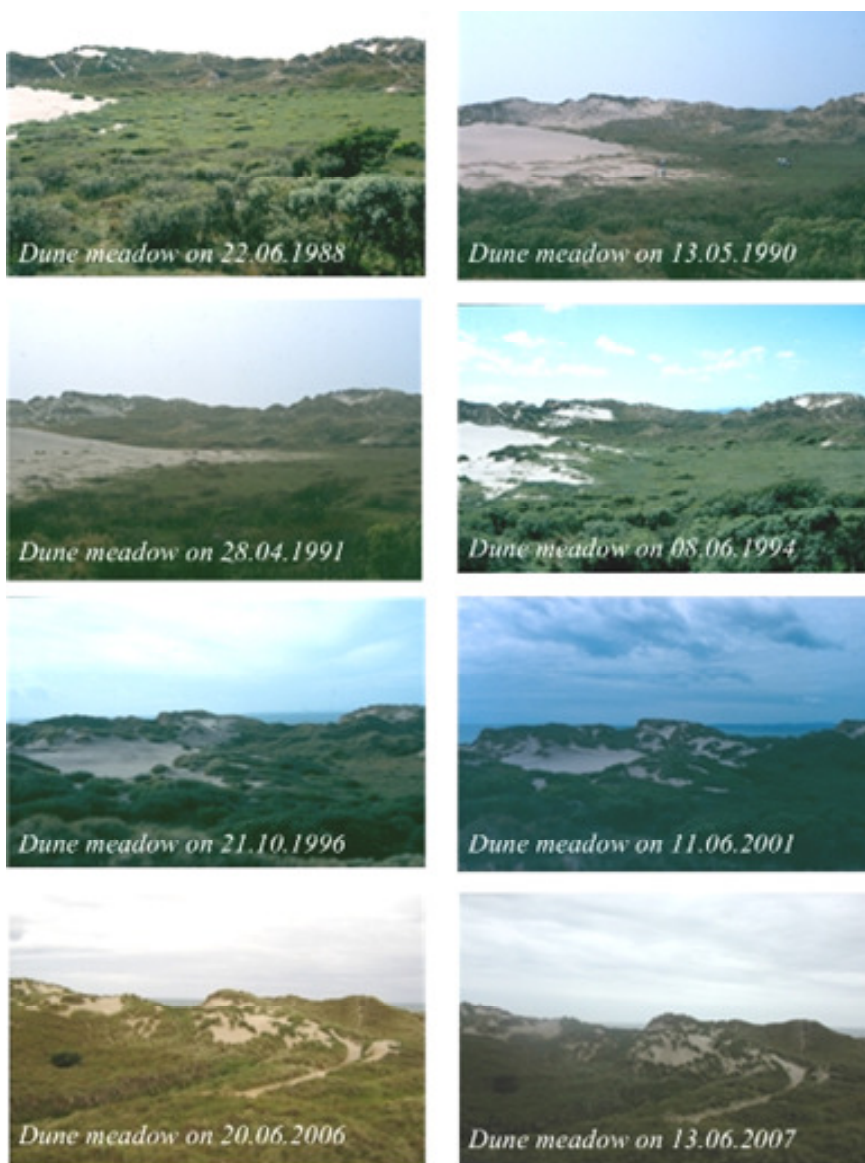 Dune meadow on 22.06.1988
Dune meadow on 13.05.1990
Dune meadow on 28.04.1991
Dune meadow on 08.06.1994
Dune meadow on 21.10.1996
Dune meadow on 11.06.2001
Dune meadow on 20.06.2006
Dune meadow on 13.06.2007